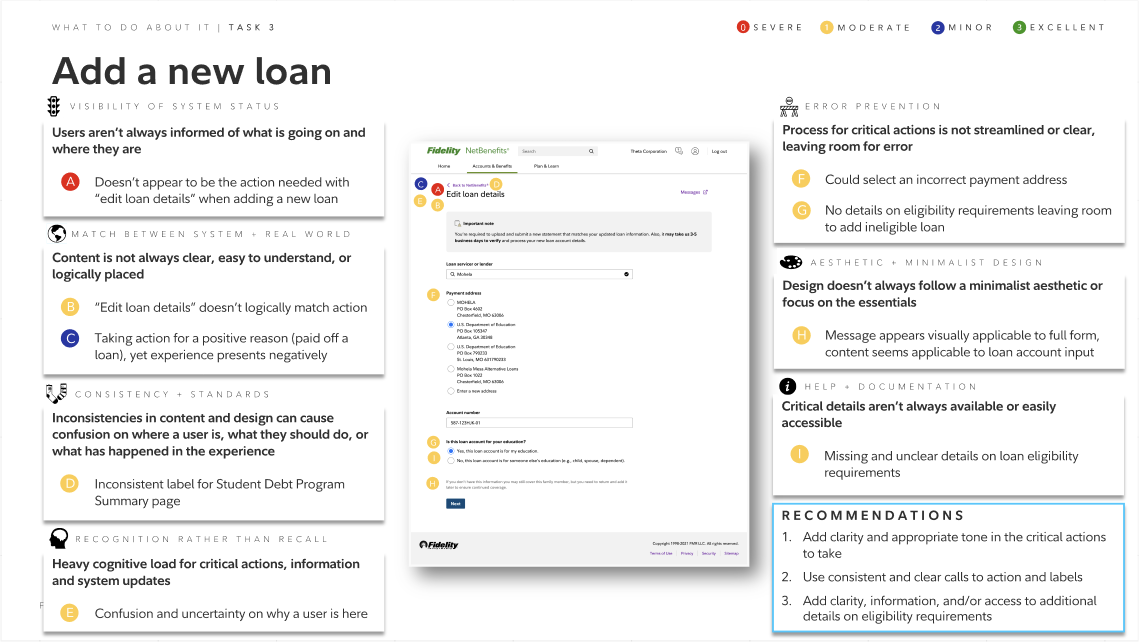 WHAT TO DO ABOUT IT | TASK 3
0 SEVERE 1 MODERATE 2 MINOR 3 EXCELLENT
Add a new loan
VISIBILITY OF SYSTEM STATUS
Users aren't always informed of what is going on and
where they are
A Doesn't appear to be the action needed with
"edit loan details" when adding a new loan
MATCH BETWEEN SYSTEM + REAL WORLD
Content is not always clear, easy to understand, or
logically placed
B "Edit loan details" doesn't logically match action
C Taking action for a positive reason (paid off a
loan), yet experience presents negatively
CONSISTENCY + STANDARDS
Inconsistencies in content and design can cause
confusion on where a user is, what they should do, or
what has happened in the experience
D Inconsistent label for Student Debt Program
Summary page
RECOGNITION RATHER THAN RECALL
Heavy cognitive load for critical actions, information
and system updates
E Confusion and uncertainty on why a user is here
Fidelity NetBenefits® Search Theta Corporation Log out
Home Accounts & Benefits Plan & Learn
C A Back to NetBenefits® D
Edit loan details Messages
E B
Important note
You're required to upload and submit a new statement that matches your updated loan information. Also, it may take us 3-5
business days to verify and process your new loan account details.
Loan servicer or lender
Mohela
F Payment address
MOHELA
PO Box 4602
Chesterfield, MO 63006
U.S. Department of Education
PO Box 105347
Atlanta, GA 30348
U.S. Department of Education
PO Box 790233
St. Louis, MO 631790233
Mohela Mesa Alternative Loans
PO Box 1022
Chesterfield, MO 63006
Enter a new address
Account number
987-123HJK-01
G Is this loan account for your education?
I Yes, this loan account is for my education
No, this loan account is for someone else's education (e.g., child, spouse, dependent).
H If you don't have this information you may still cover this family member, but you need to return and add it
later to ensure continued coverage.
Next
Fidelity Copyright 1998-2021 FMR LLC. All rights reserved.
Terms of Use Privacy Security Sitemap
ERROR PREVENTION
Process for critical actions is not streamlined or clear,
leaving room for error
F Could select an incorrect payment address
G No details on eligibility requirements leaving room
to add ineligible loan
AESTHETIC + MINIMALIST DESIGN
Design doesn't always follow a minimalist aesthetic or
focus on the essentials
H Message appears visually applicable to full form,
content seems applicable to loan account input
HELP + DOCUMENTATION
Critical details aren't always available or easily
accessible
I Missing and unclear details on loan eligibility
requirements
RECOMMENDATIONS
1. Add clarity and appropriate tone in the critical actions
to take
2. Use consistent and clear calls to action and labels
3. Add clarity, information, and/or access to additional
details on eligibility requirements